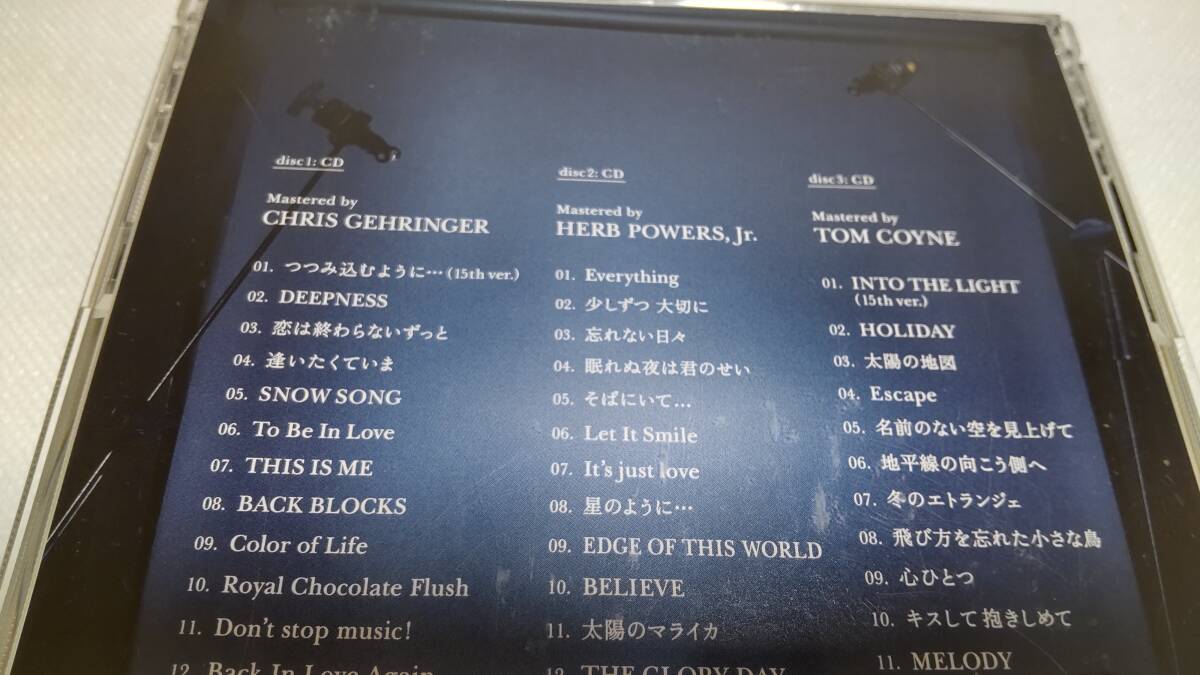 disc1: CD
Mastered by
CHRIS GEHRINGER
01. つつみ込むように…(15th ver.)
02. DEEPNESS
03. 恋は終わらないずっと
04. 逢いたくていま
05. SNOW SONG
06. To Be In Love
07. THIS IS ME
08. BACK BLOCKS
09. Color of Life
10. Royal Chocolate Flush
11. Don't stop music!
12. Back In Love Again
disc2: CD
Mastered by
HERB POWERS, Jr.
01. Everything
02. 少しずつ 大切に
03. 忘れない日々
04. 眠れぬ夜は君のせい
05. そばにいて…
06. Let It Smile
07. It's just love
08. 星のように…
09. EDGE OF THIS WORLD
10. BELIEVE
11. 太陽のマライカ
12. THE GLORY DAY
disc3: CD
Mastered by
TOM COYNE
01. INTO THE LIGHT
(15th ver.)
02. HOLIDAY
03. 太陽の地図
04. Escape
05. 名前のない空を見上げて
06. 地平線の向こう側へ
07. 冬のエトランジェ
08. 飛び方を忘れた小さな鳥
09. 心ひとつ
10. キスして 抱きしめて
11. MELODY